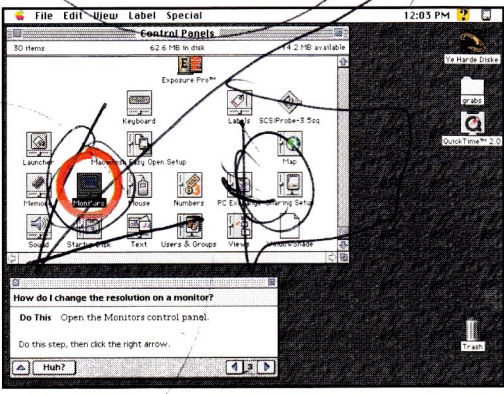 File Edit View Label Special 12:03 PM
Control Panels
30 items 62.6 MB in disk 14.2 MB available
Exposure Pro™
Keyboard Labels SCSIProbe-3.5sq
Launcher Macintosh Easy Open Setup Map
Memory Monitors Mouse Numbers PC Exchange Sharing Setup
Sound Startup Disk Text Users & Groups Views WindowShade
Ye Harde Diske
grabs
QuickTime™ 2.0
Trash
How do I change the resolution on a monitor?
Do This Open the Monitors control panel.
Do this step, then click the right arrow.
Huh? 3